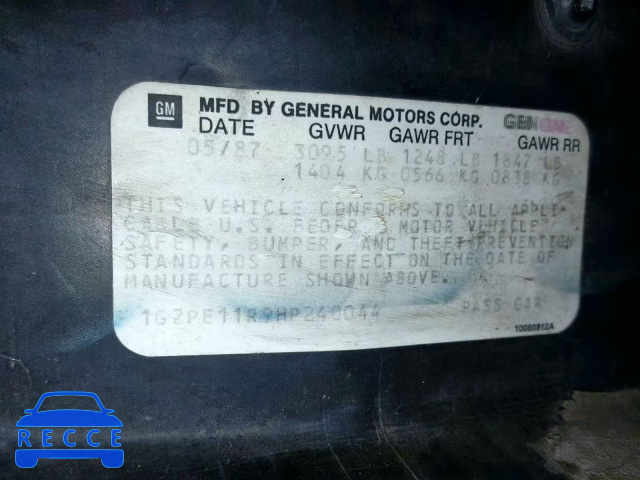 GM MFD BY GENERAL MOTORS CORP.
DATE GVWR GAWR FRT GAWR RR
05/87 3095 LB 1248 LB 1847 LB
1404 KG 0566 KG 0838 KG
THIS VEHICLE CONFORMS TO ALL APPLI-
CABLE U.S. FEDERAL MOTOR VEHICLE
SAFETY, BUMPER, AND THEFT PREVENTION
STANDARDS IN EFFECT ON THE DATE OF
MANUFACTURE SHOWN ABOVE.
1G2PE11R9HP240044 PASS CAR
10080812A
RECCE